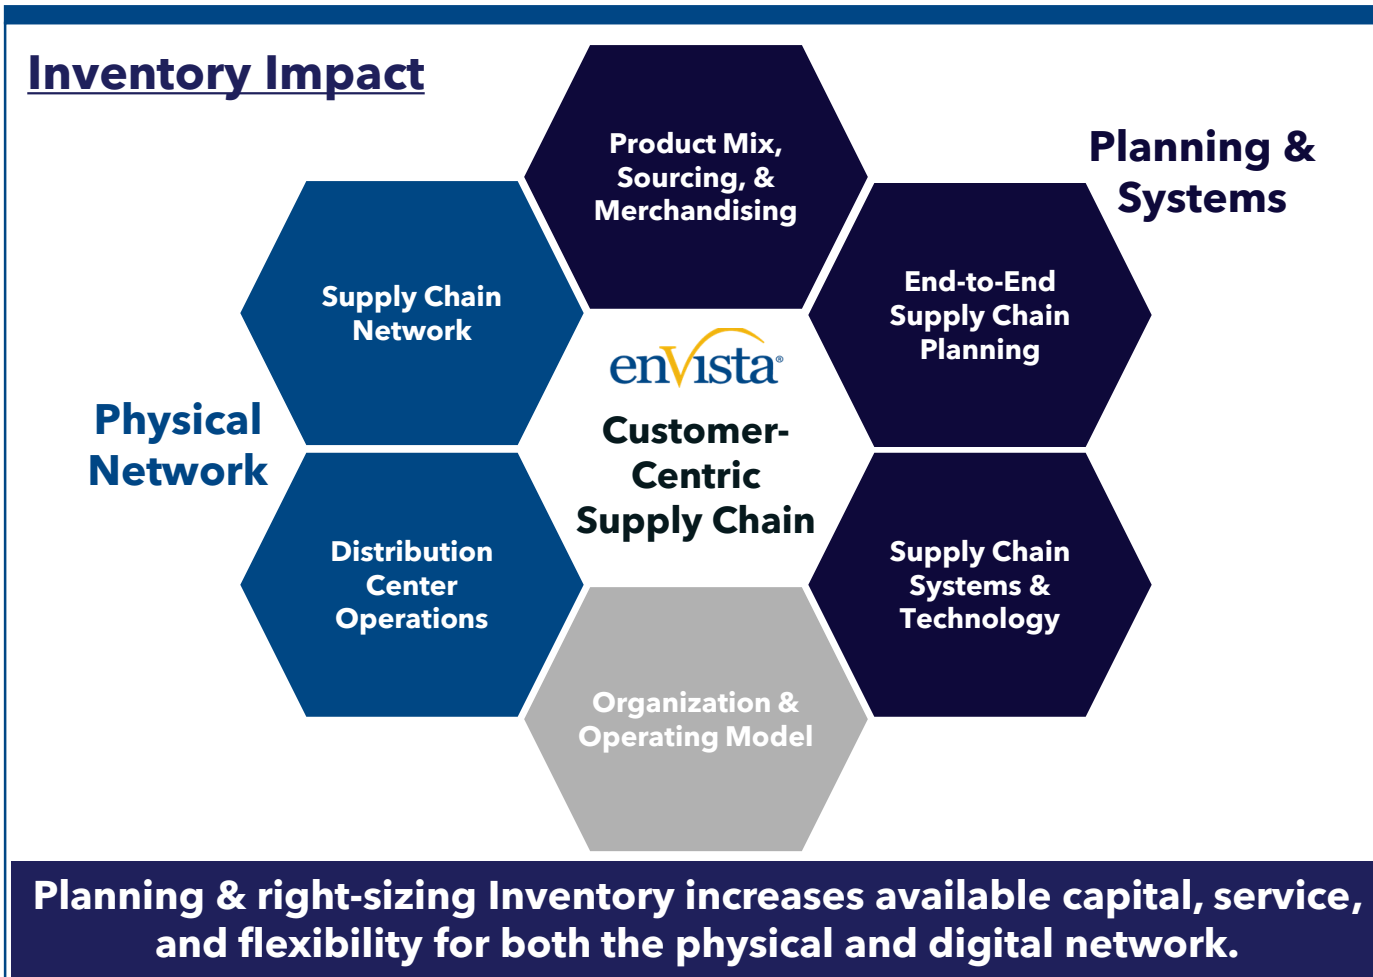 Inventory Impact
Product Mix,
Sourcing, &
Merchandising
Planning &
Systems
Supply Chain
Network
End-to-End
Supply Chain
Planning
enVista®
Physical
Network
Customer-
Centric
Supply Chain
Distribution
Center
Operations
Supply Chain
Systems &
Technology
Organization &
Operating Model
Planning & right-sizing Inventory increases available capital, service,
and flexibility for both the physical and digital network.